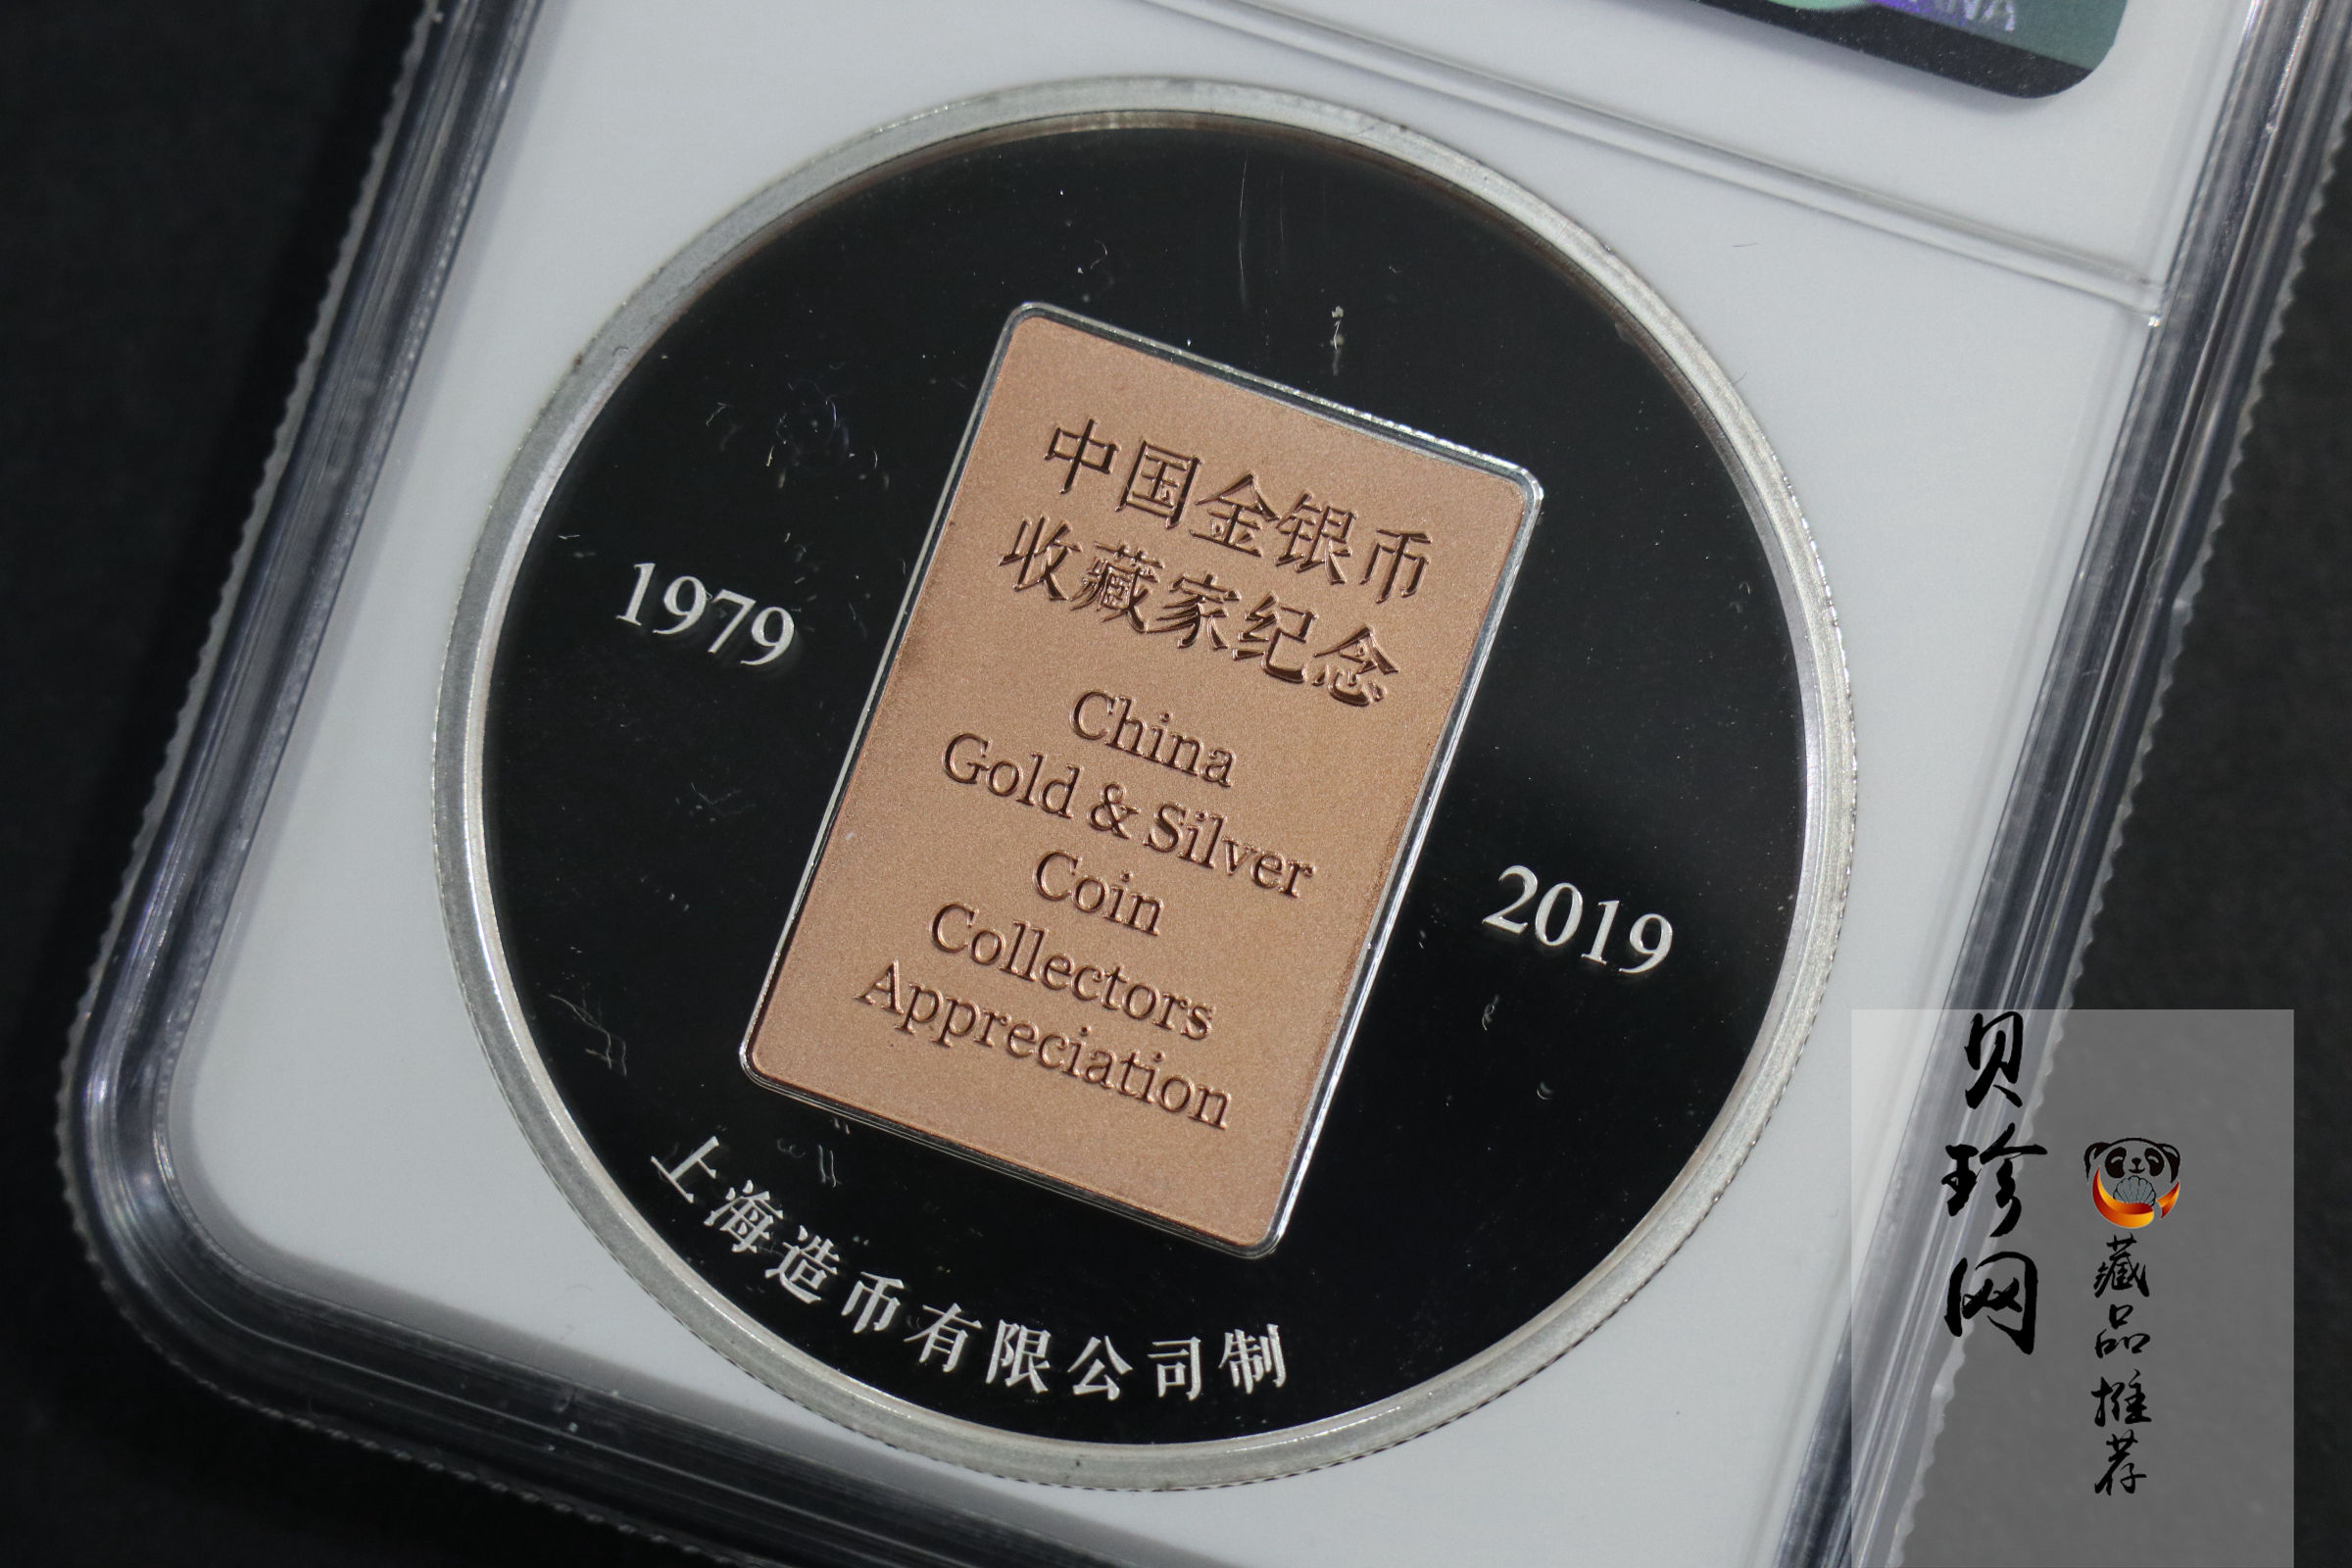 中国金银币
收藏家纪念
China
Gold & Silver
Coin
Collectors
Appreciation
1979
2019
上海造币有限公司制
贝珍网
藏品推荐